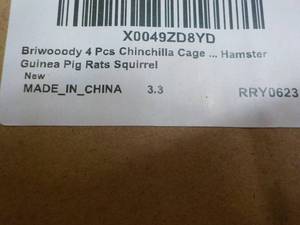 X0049ZD8YD
Briwooody 4 Pcs Chinchilla Cage ... Hamster
Guinea Pig Rats Squirrel
New
MADE_IN_CHINA 3.3 RRY0623